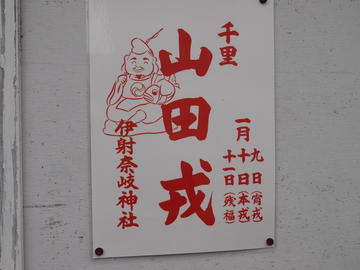 千里
山田戎
一月
九日（宵戎）
十日（本戎）
十一日（残福）
伊射奈岐神社